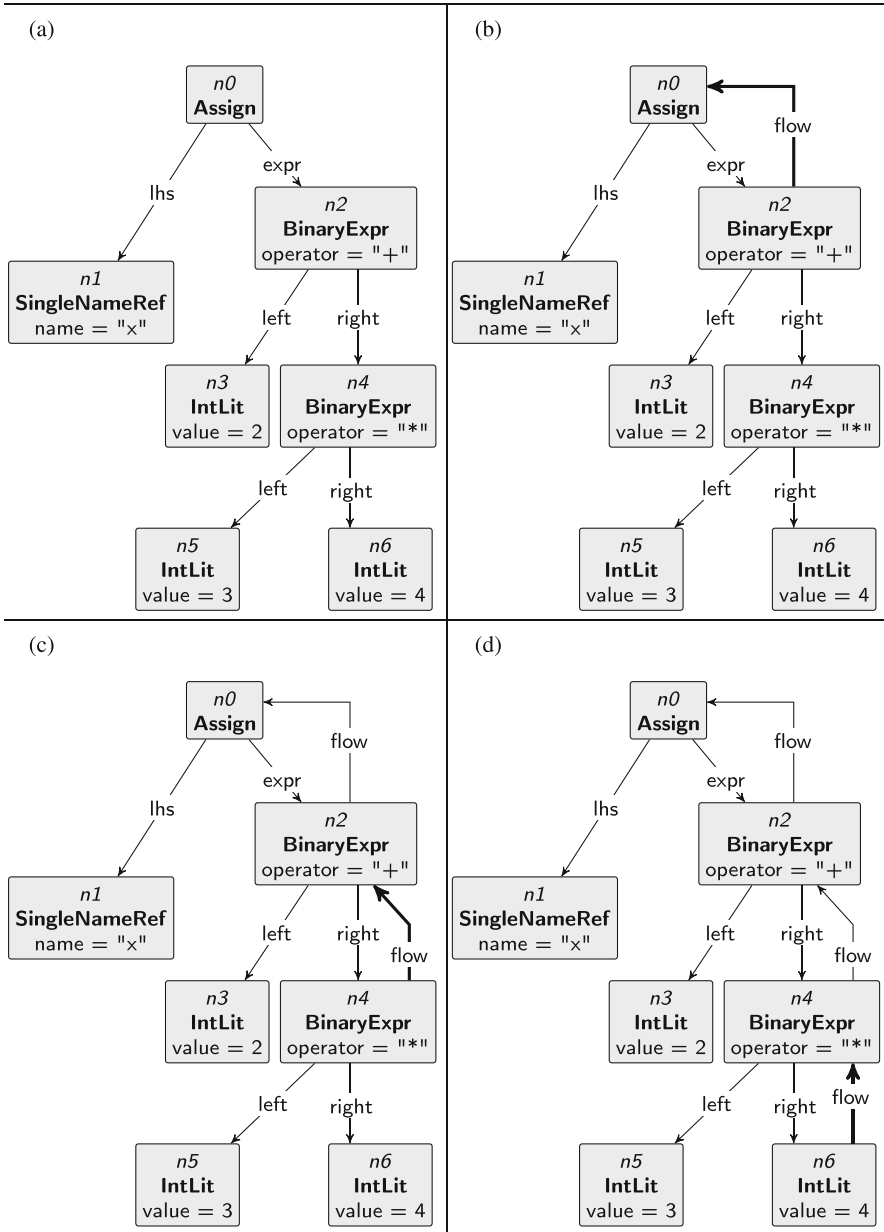 (a)
n0
Assign
lhs
expr
n2
BinaryExpr
operator = "+"
n1
SingleNameRef
name = "x"
left
right
n3
IntLit
value = 2
n4
BinaryExpr
operator = "*"
left
right
n5
IntLit
value = 3
n6
IntLit
value = 4
(b)
n0
Assign
flow
lhs
expr
n2
BinaryExpr
operator = "+"
n1
SingleNameRef
name = "x"
left
right
n3
IntLit
value = 2
n4
BinaryExpr
operator = "*"
left
right
n5
IntLit
value = 3
n6
IntLit
value = 4
(c)
n0
Assign
flow
lhs
expr
n2
BinaryExpr
operator = "+"
n1
SingleNameRef
name = "x"
left
right
flow
n3
IntLit
value = 2
n4
BinaryExpr
operator = "*"
left
right
n5
IntLit
value = 3
n6
IntLit
value = 4
(d)
n0
Assign
flow
lhs
expr
n2
BinaryExpr
operator = "+"
n1
SingleNameRef
name = "x"
left
right
flow
n3
IntLit
value = 2
n4
BinaryExpr
operator = "*"
left
right
flow
n5
IntLit
value = 3
n6
IntLit
value = 4